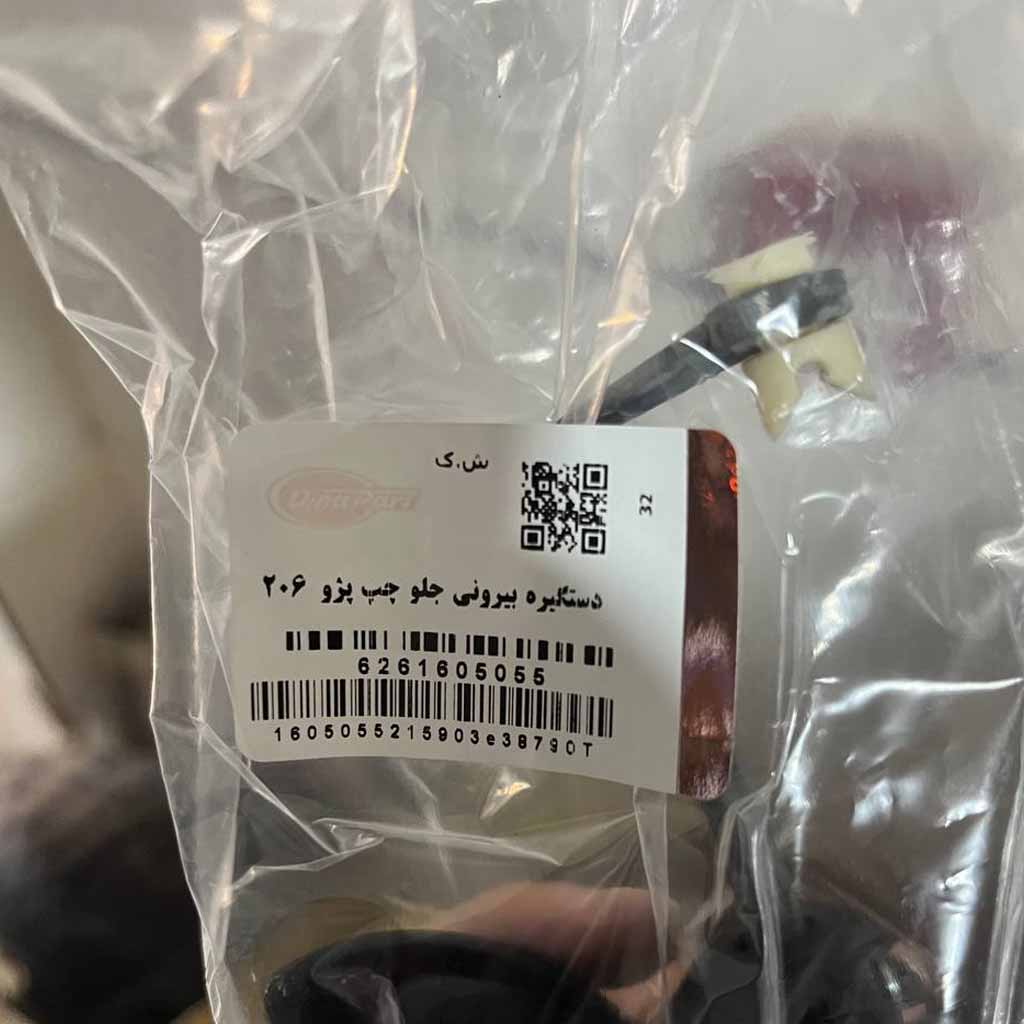 ش.ک
32
دستگیره بیرونی جلو چپ پژو ۲۰۶
6261605055
1605055215903e38790T